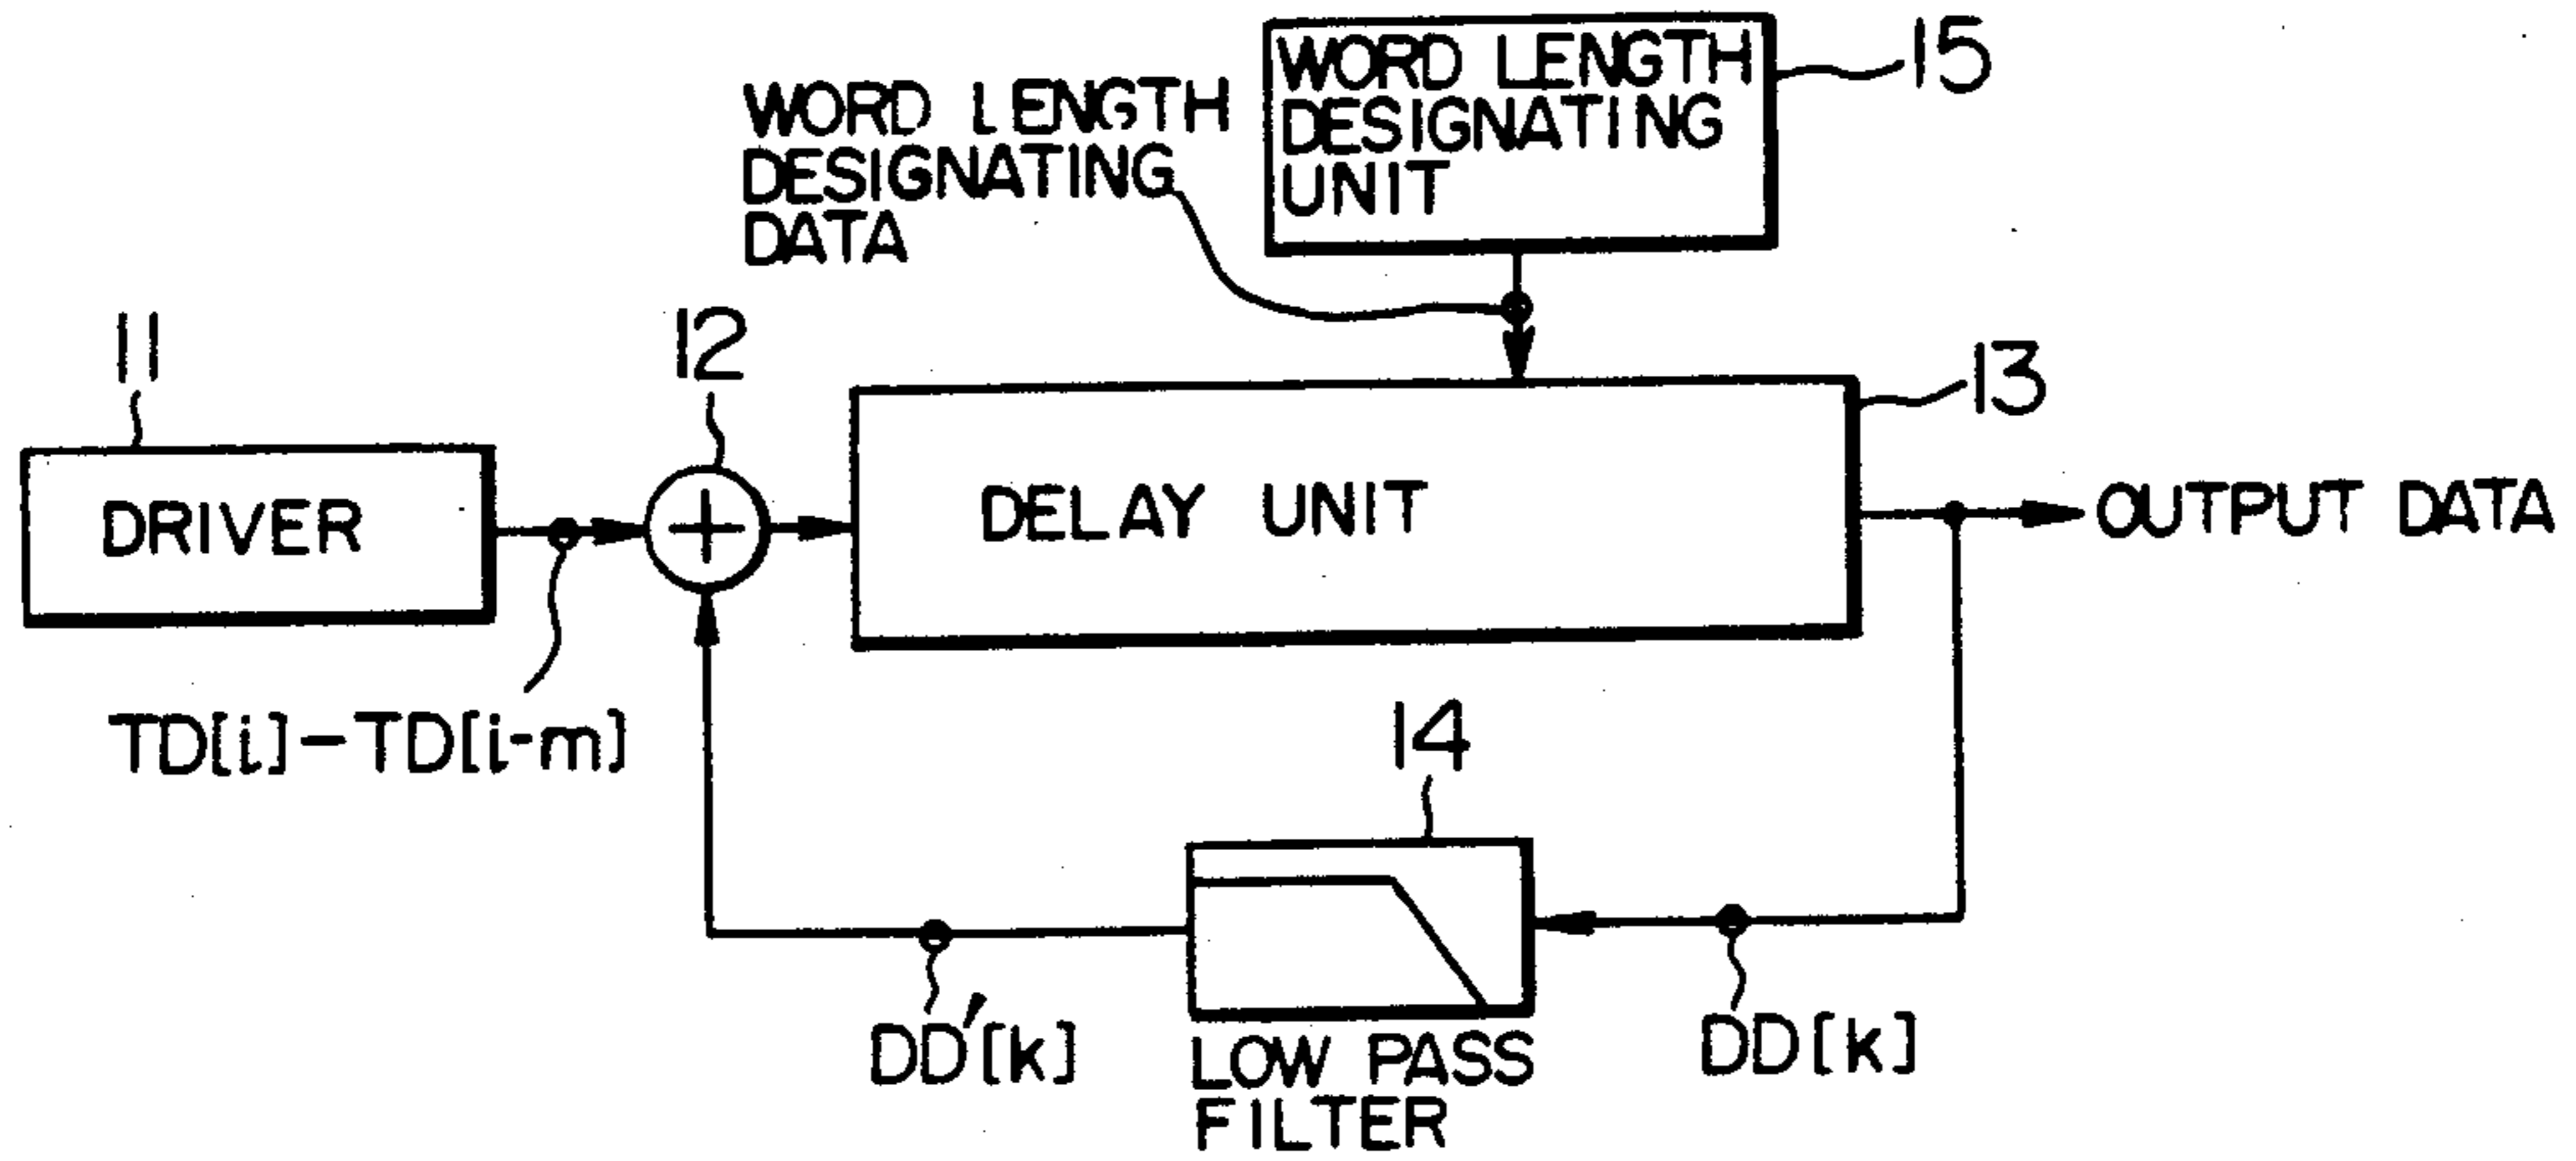 WORD LENGTH
DESIGNATING
UNIT
15
WORD LENGTH
DESIGNATING
DATA
11
12
13
DRIVER
+
DELAY UNIT
OUTPUT DATA
TD[i]-TD[i-m]
14
DD'[k]
LOW PASS
FILTER
DD[k]